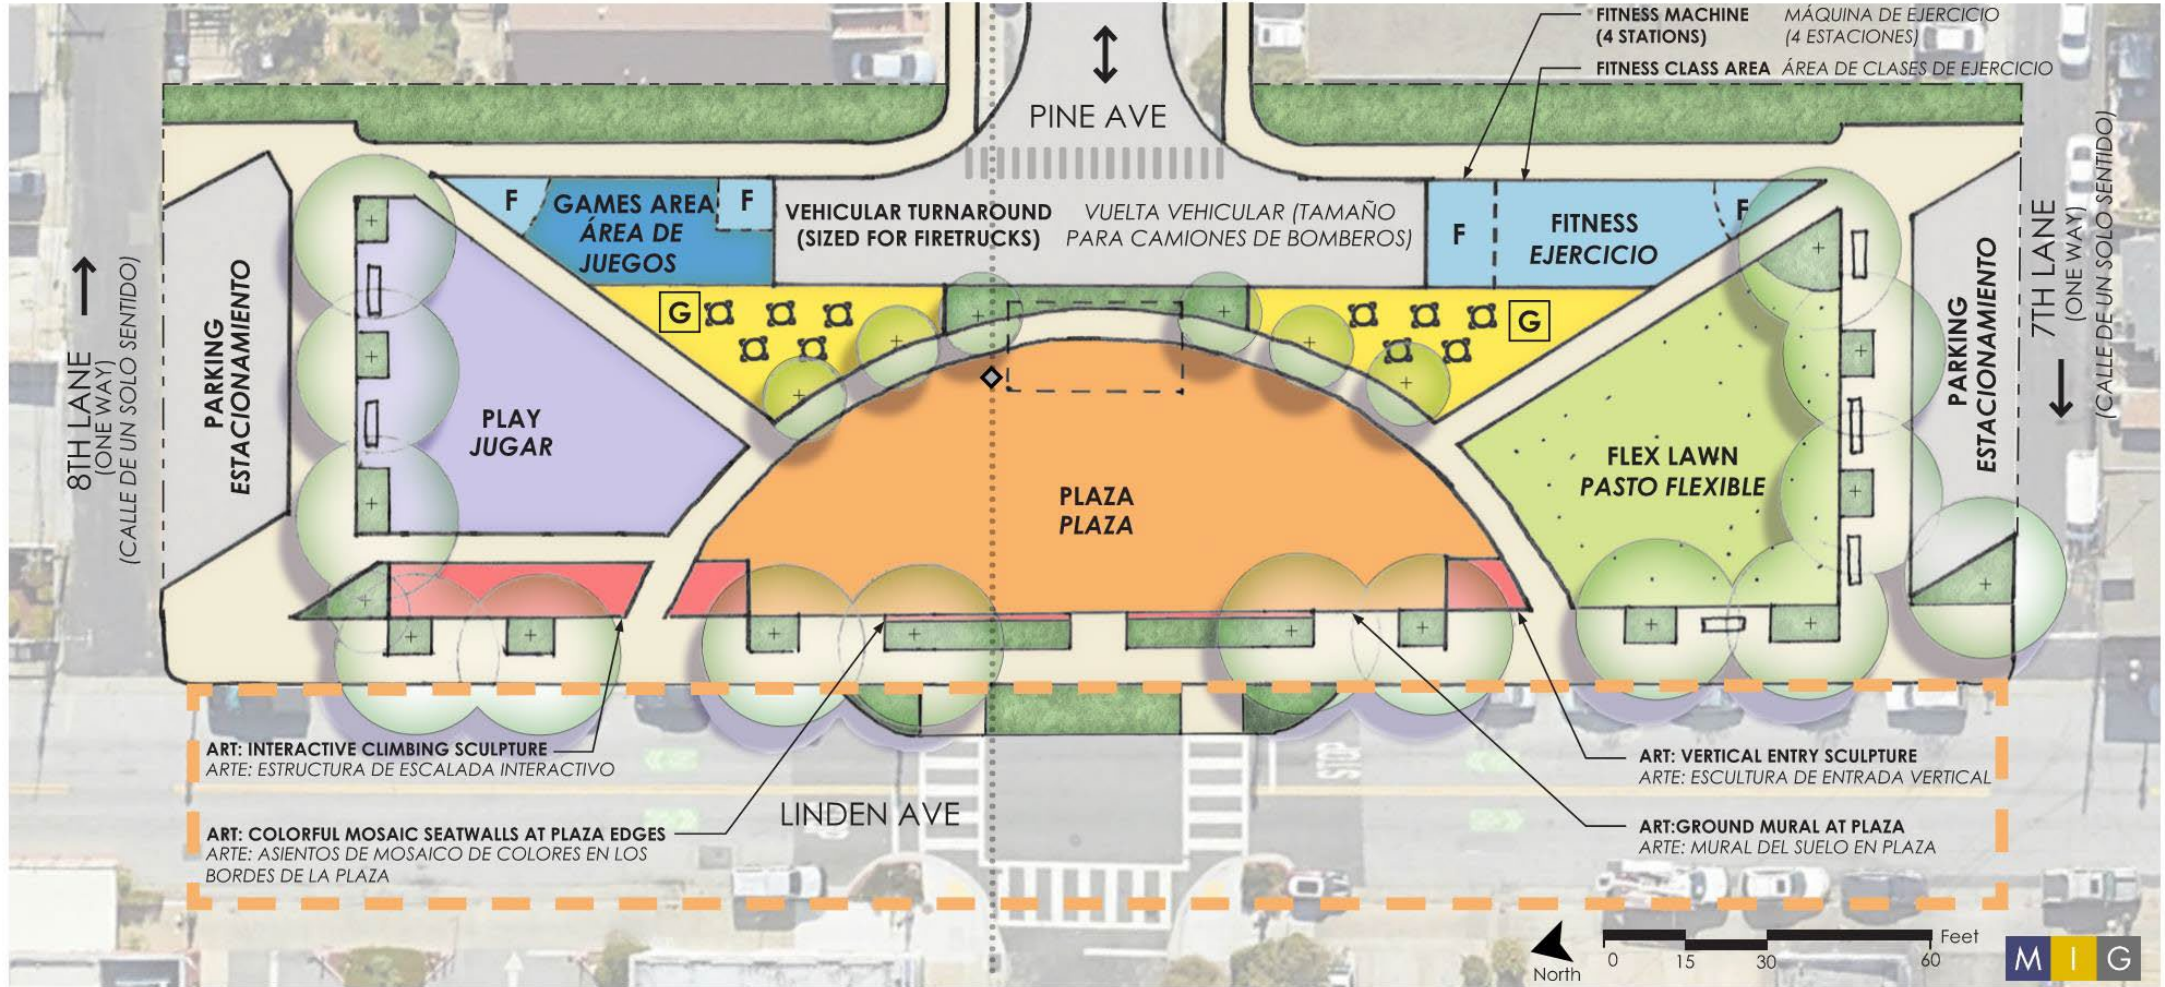 FITNESS MACHINE
(4 STATIONS)
MÁQUINA DE EJERCICIO
(4 ESTACIONES)
FITNESS CLASS AREA
ÁREA DE CLASES DE EJERCICIO
PINE AVE
F
GAMES AREA
ÁREA DE
JUEGOS
F
VEHICULAR TURNAROUND
(SIZED FOR FIRETRUCKS)
VUELTA VEHICULAR (TAMAÑO
PARA CAMIONES DE BOMBEROS)
F
FITNESS
EJERCICIO
F
8TH LANE
(ONE WAY)
(CALLE DE UN SOLO SENTIDO)
PARKING
ESTACIONAMIENTO
G
G
PARKING
ESTACIONAMIENTO
7TH LANE
(ONE WAY)
(CALLE DE UN SOLO SENTIDO)
PLAY
JUGAR
PLAZA
PLAZA
FLEX LAWN
PASTO FLEXIBLE
ART: INTERACTIVE CLIMBING SCULPTURE
ARTE: ESTRUCTURA DE ESCALADA INTERACTIVO
STOP
ART: VERTICAL ENTRY SCULPTURE
ARTE: ESCULTURA DE ENTRADA VERTICAL
LINDEN AVE
ART: COLORFUL MOSAIC SEATWALLS AT PLAZA EDGES
ARTE: ASIENTOS DE MOSAICO DE COLORES EN LOS
BORDES DE LA PLAZA
ART:GROUND MURAL AT PLAZA
ARTE: MURAL DEL SUELO EN PLAZA
North
0 15 30 60
Feet
M I G